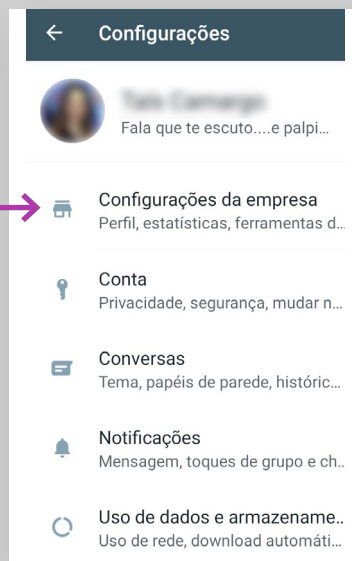 Configurações
Fala que te escuto....e palpi...
Configurações da empresa
Perfil, estatísticas, ferramentas d...
Conta
Privacidade, segurança, mudar n...
Conversas
Tema, papéis de parede, históric...
Notificações
Mensagem, toques de grupo e ch...
Uso de dados e armazename...
Uso de rede, download automáti...